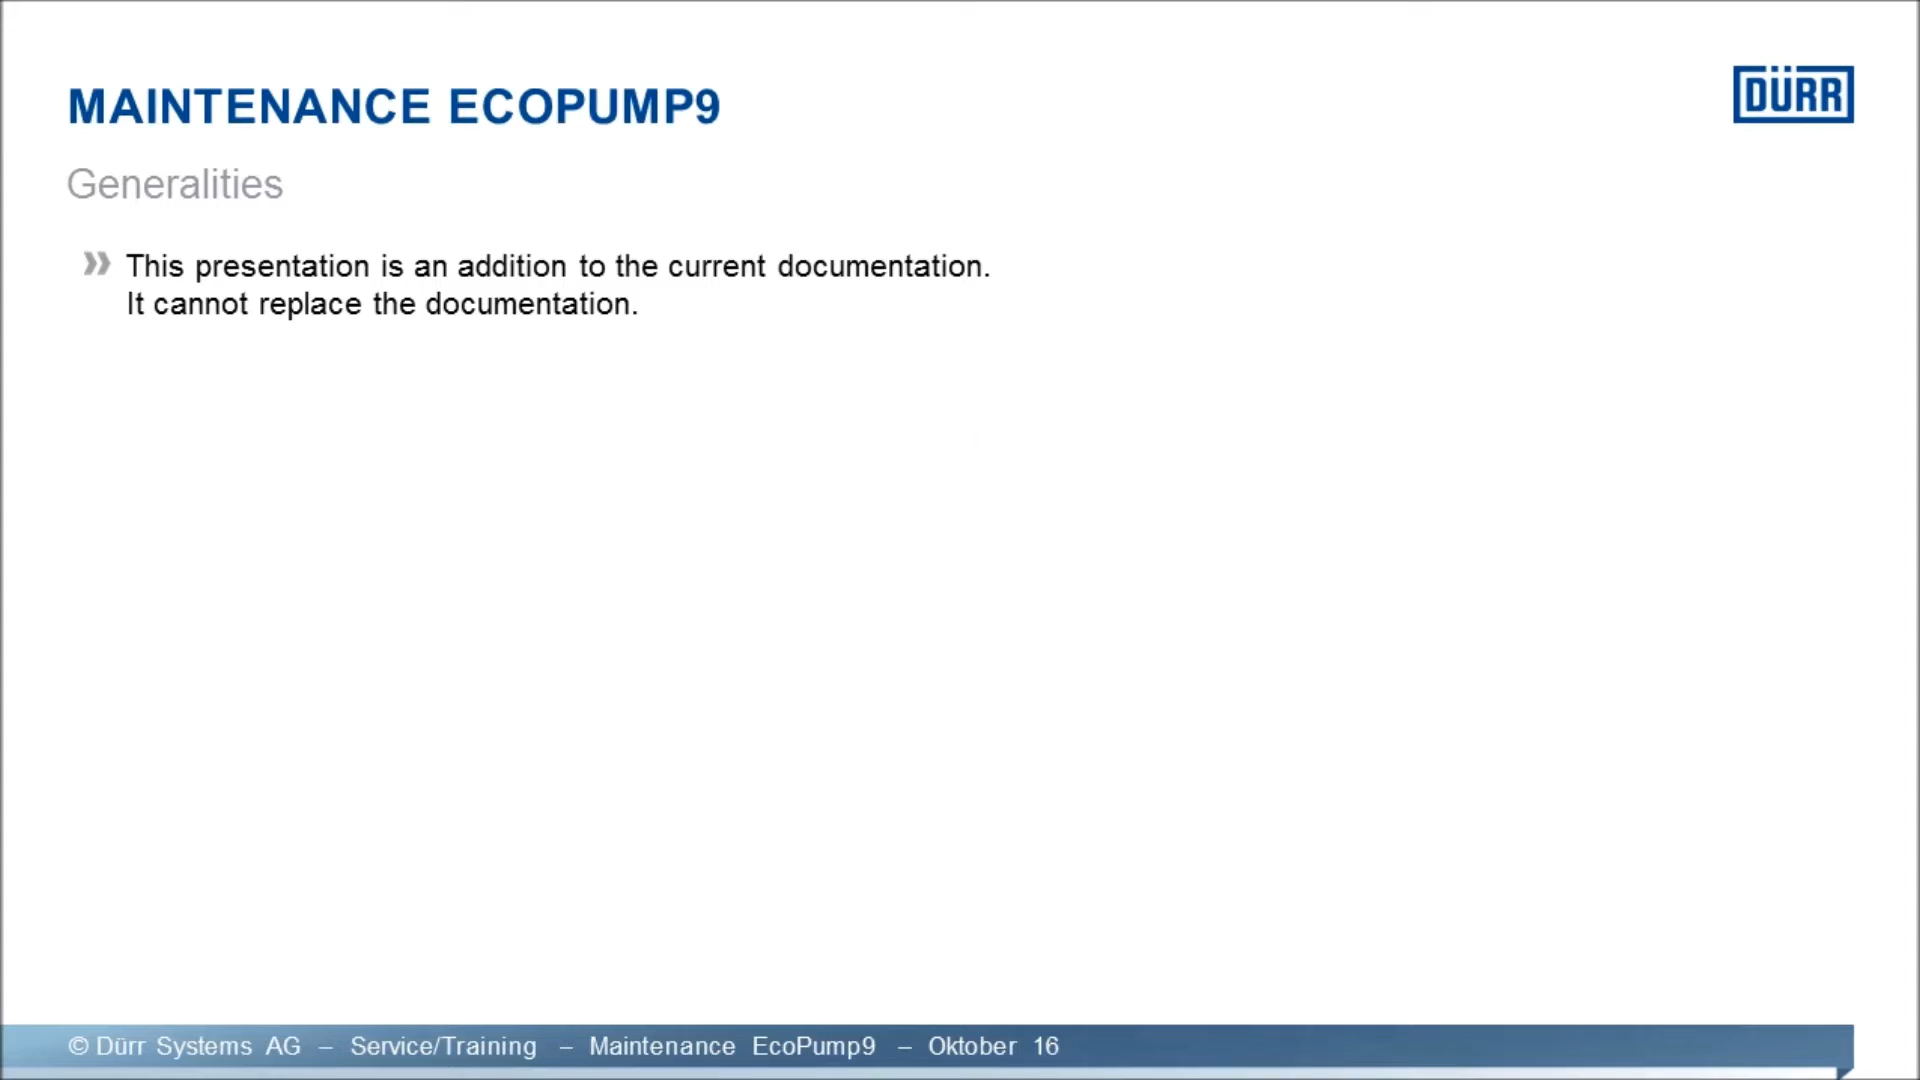 MAINTENANCE ECOPUMP9
DÜRR
Generalities
» This presentation is an addition to the current documentation.
It cannot replace the documentation.
© Dürr Systems AG – Service/Training – Maintenance EcoPump9 – Oktober 16